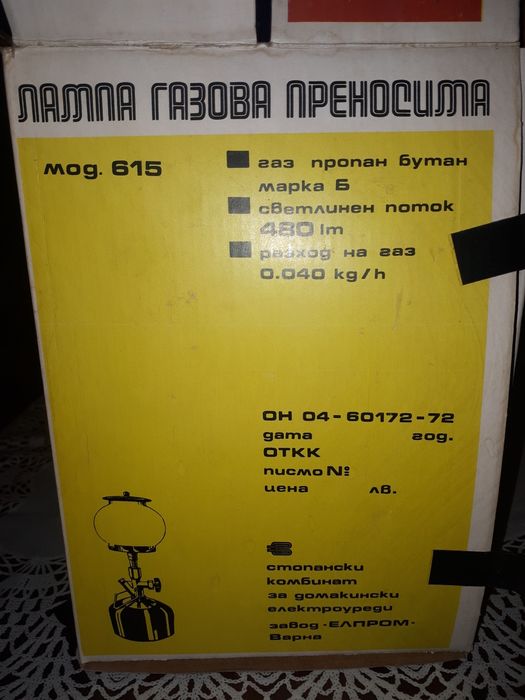 ЛАМПА ГАЗОВА ПРЕНОСИМА
мод. 615
газ пропан бутан
марка Б
светлинен поток
480 lm
разход на газ
0.040 kg/h
ОН 04-60172-72
дата год.
ОТКК
писмо №
цена лв.
стопански
комбинат
за домакински
електроуреди
завод -ЕЛПРОМ-
Варна